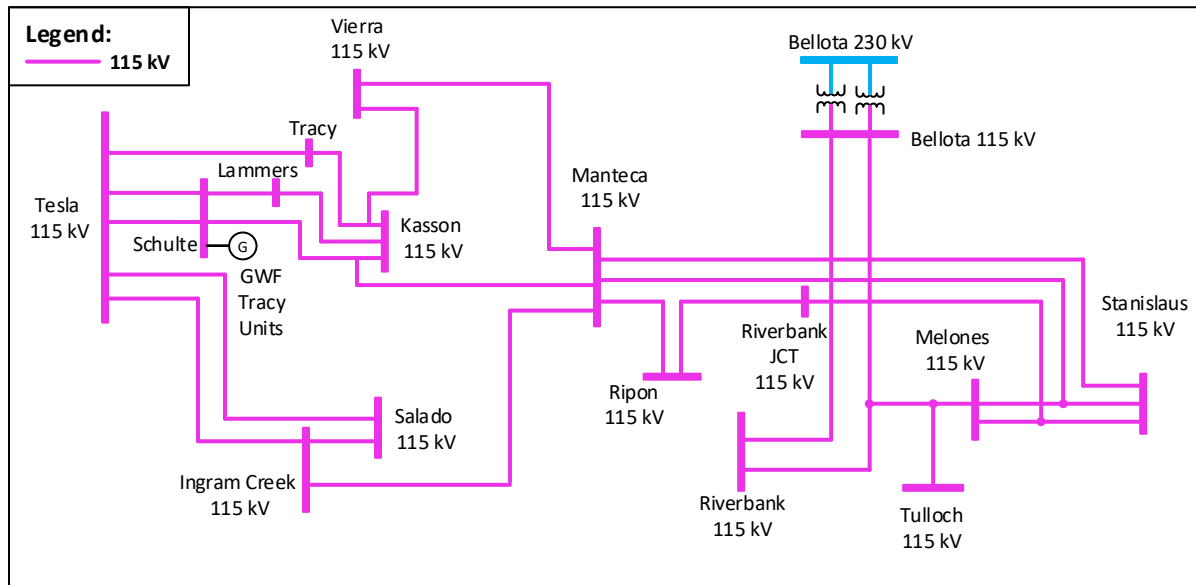 Legend:
115 kV
Vierra
115 kV
Bellota 230 kV
Tracy
Lammers
Bellota 115 kV
Manteca
115 kV
Tesla
115 kV
Kasson
115 kV
Schulte
G
GWF
Tracy
Units
Stanislaus
115 kV
Riverbank
JCT
115 kV
Melones
115 kV
Ripon
115 kV
Salado
115 kV
Ingram Creek
115 kV
Riverbank
115 kV
Tulloch
115 kV